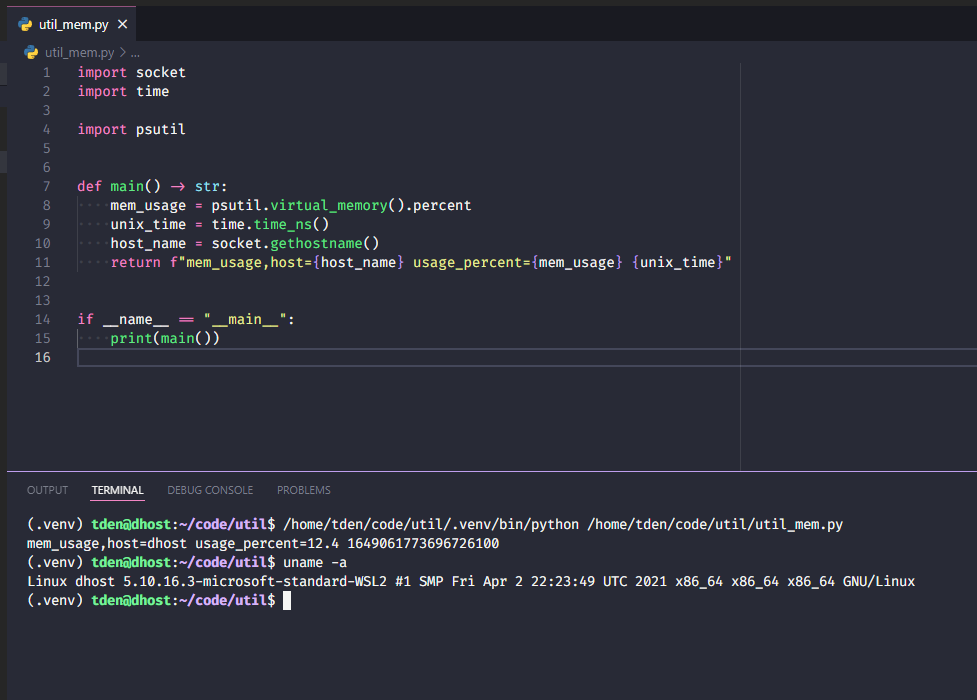 util_mem.py
util_mem.py > ...
1 import socket
2 import time
3
4 import psutil
5
6
7 def main() -> str:
8 mem_usage = psutil.virtual_memory().percent
9 unix_time = time.time_ns()
10 host_name = socket.gethostname()
11 return f"mem_usage,host={host_name} usage_percent={mem_usage} {unix_time}"
12
13
14 if __name__ == "__main__":
15 print(main())
16
OUTPUT TERMINAL DEBUG CONSOLE PROBLEMS
(.venv) tden@dhost:~/code/util$ /home/tden/code/util/.venv/bin/python /home/tden/code/util/util_mem.py
mem_usage,host=dhost usage_percent=12.4 1649061773696726100
(.venv) tden@dhost:~/code/util$ uname -a
Linux dhost 5.10.16.3-microsoft-standard-WSL2 #1 SMP Fri Apr 2 22:23:49 UTC 2021 x86_64 x86_64 x86_64 GNU/Linux
(.venv) tden@dhost:~/code/util$